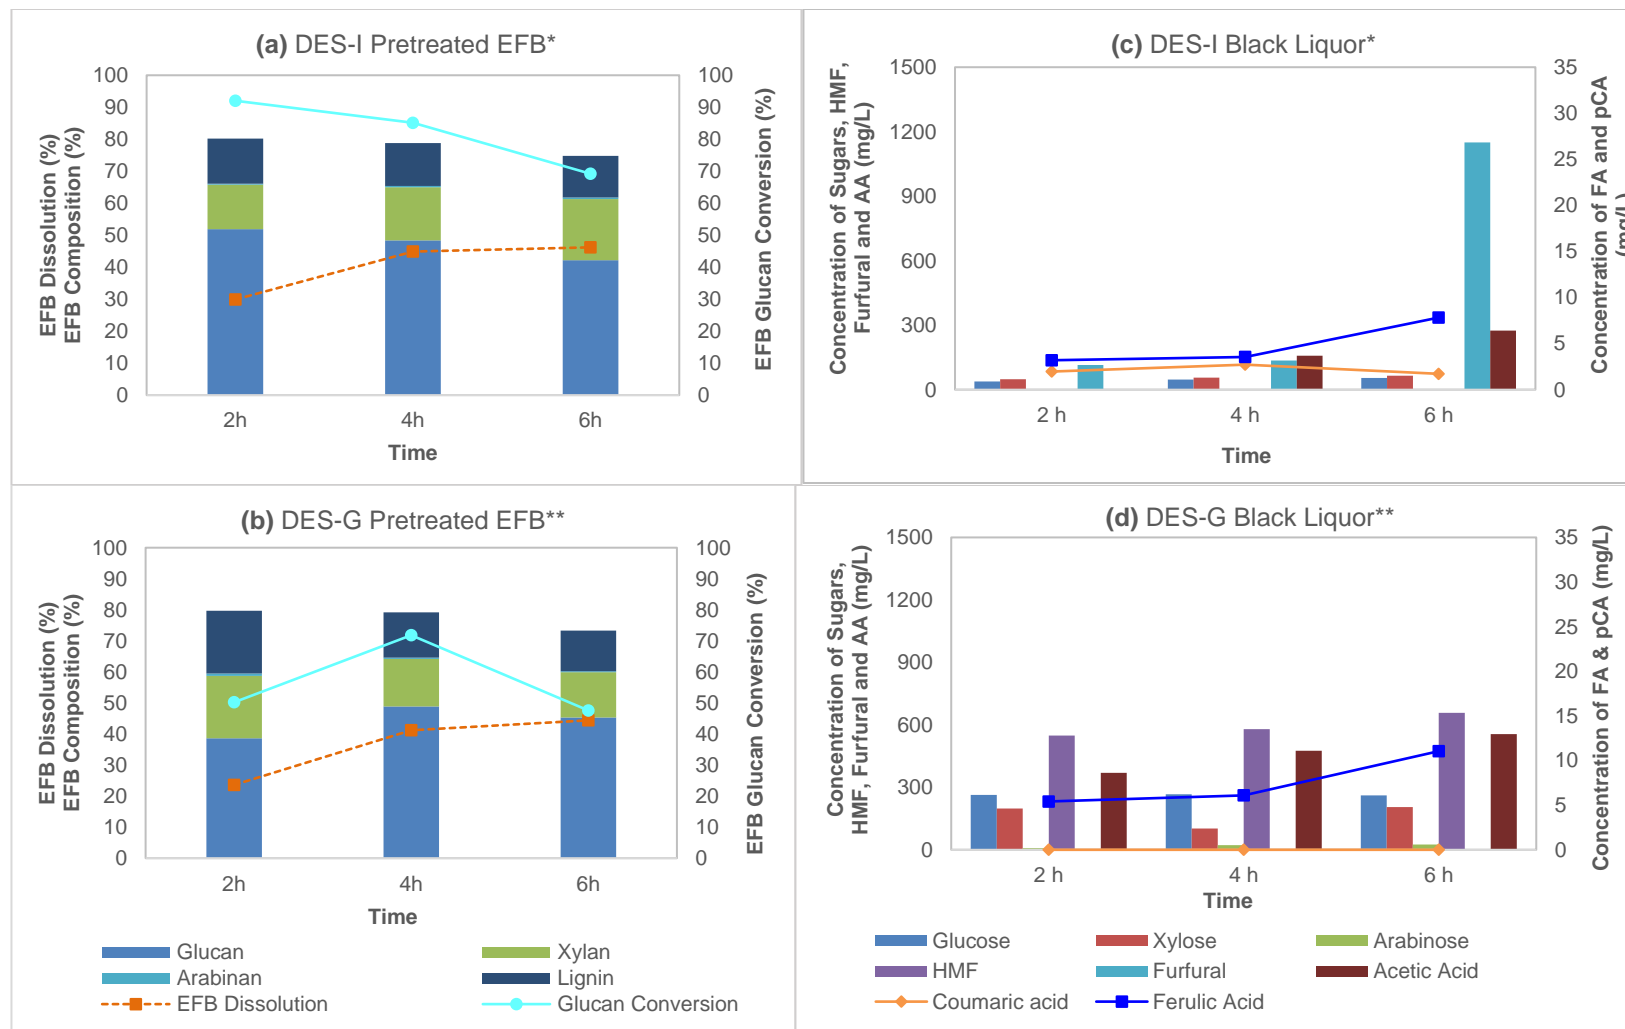 (a) DES-I Pretreated EFB*
EFB Dissolution (%)
EFB Composition (%)
100
90
80
70
60
50
40
30
20
10
0
100
90
80
70
60
50
40
30
20
10
0
EFB Glucan Conversion (%)
2h 4h 6h
Time
(c) DES-I Black Liquor*
Concentration of Sugars, HMF,
Furfural and AA (mg/L)
1500
1200
900
600
300
0
35
30
25
20
15
10
5
0
Concentration of FA and pCA
(mg/L)
2 h 4 h 6 h
Time
(b) DES-G Pretreated EFB**
EFB Dissolution (%)
EFB Composition (%)
100
90
80
70
60
50
40
30
20
10
0
100
90
80
70
60
50
40
30
20
10
0
EFB Glucan Conversion (%)
2h 4h 6h
Time
Glucan Xylan
Arabinan Lignin
EFB Dissolution Glucan Conversion
(d) DES-G Black Liquor**
Concentration of Sugars,
HMF, Furfural and AA (mg/L)
1500
1200
900
600
300
0
35
30
25
20
15
10
5
0
Concentration of FA & pCA (mg/L)
2 h 4 h 6 h
Time
Glucose Xylose Arabinose
HMF Furfural Acetic Acid
Coumaric acid Ferulic Acid